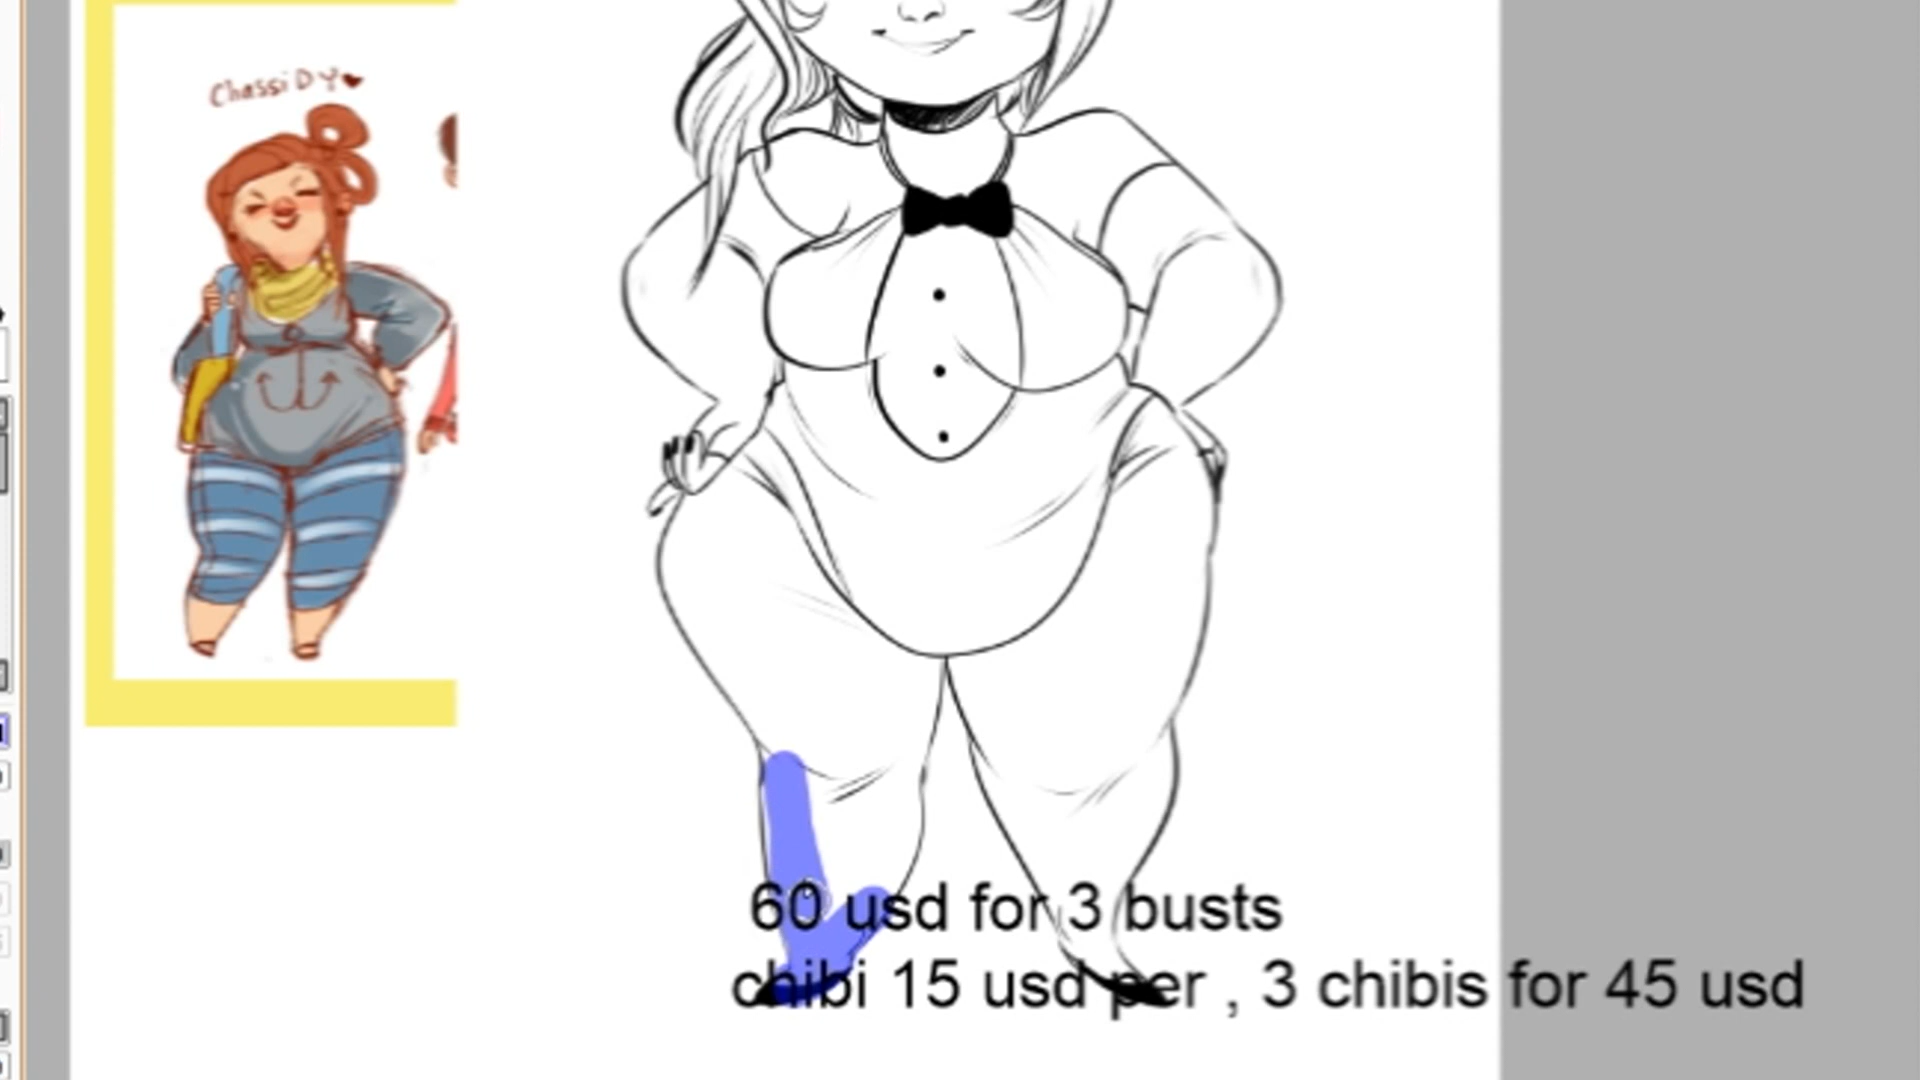 ChassiDY
60 usd for 3 busts
chibi 15 usd per , 3 chibis for 45 usd